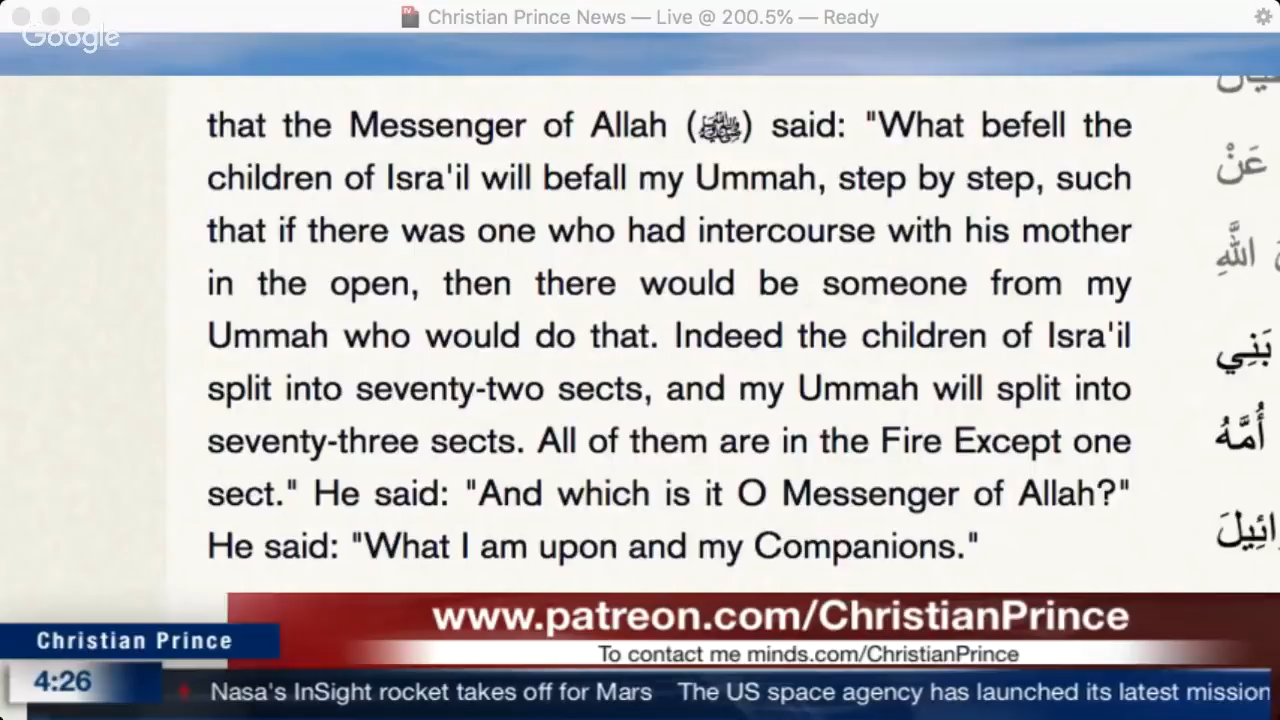 Christian Prince News — Live @ 200.5% — Ready
Google
that the Messenger of Allah (ﷺ) said: "What befell the
children of Isra'il will befall my Ummah, step by step, such
that if there was one who had intercourse with his mother
in the open, then there would be someone from my
Ummah who would do that. Indeed the children of Isra'il
split into seventy-two sects, and my Ummah will split into
seventy-three sects. All of them are in the Fire Except one
sect." He said: "And which is it O Messenger of Allah?"
He said: "What I am upon and my Companions."
عَنْ
اللَّهِ
بَنِي
أُمَّهُ
www.patreon.com/ChristianPrince
To contact me minds.com/ChristianPrince
Christian Prince
4:26
Nasa's InSight rocket takes off for Mars The US space agency has launched its latest mission